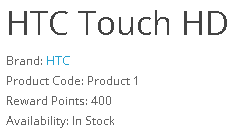 HTC Touch HD
Brand: HTC
Product Code: Product 1
Reward Points: 400
Availability: In Stock